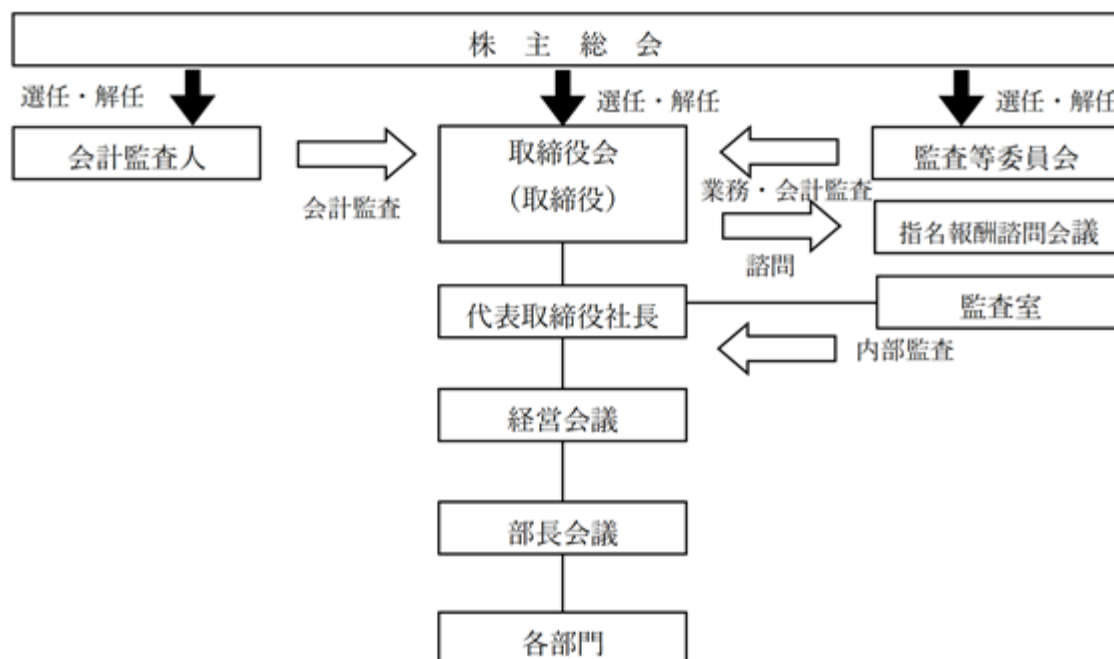 株主総会
選任・解任
選任・解任
選任・解任
会計監査人
取締役会
(取締役)
監査等委員会
会計監査
業務・会計監査
指名報酬諮問会議
諮問
代表取締役社長
監査室
内部監査
経営会議
部長会議
各部門